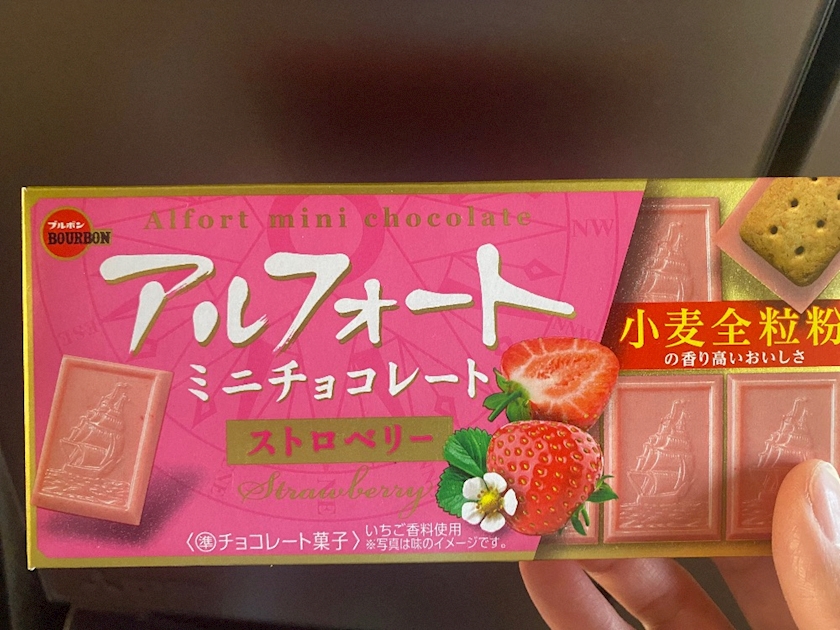 ブルボン
BOURBON
Alfort mini chocolate
NW
アルフォート
ミニチョコレート
ストロベリー
Strawberry
〈準チョコレート菓子〉
いちご香料使用
※写真は味のイメージです。
小麦全粒粉
の香り高いおいしさ